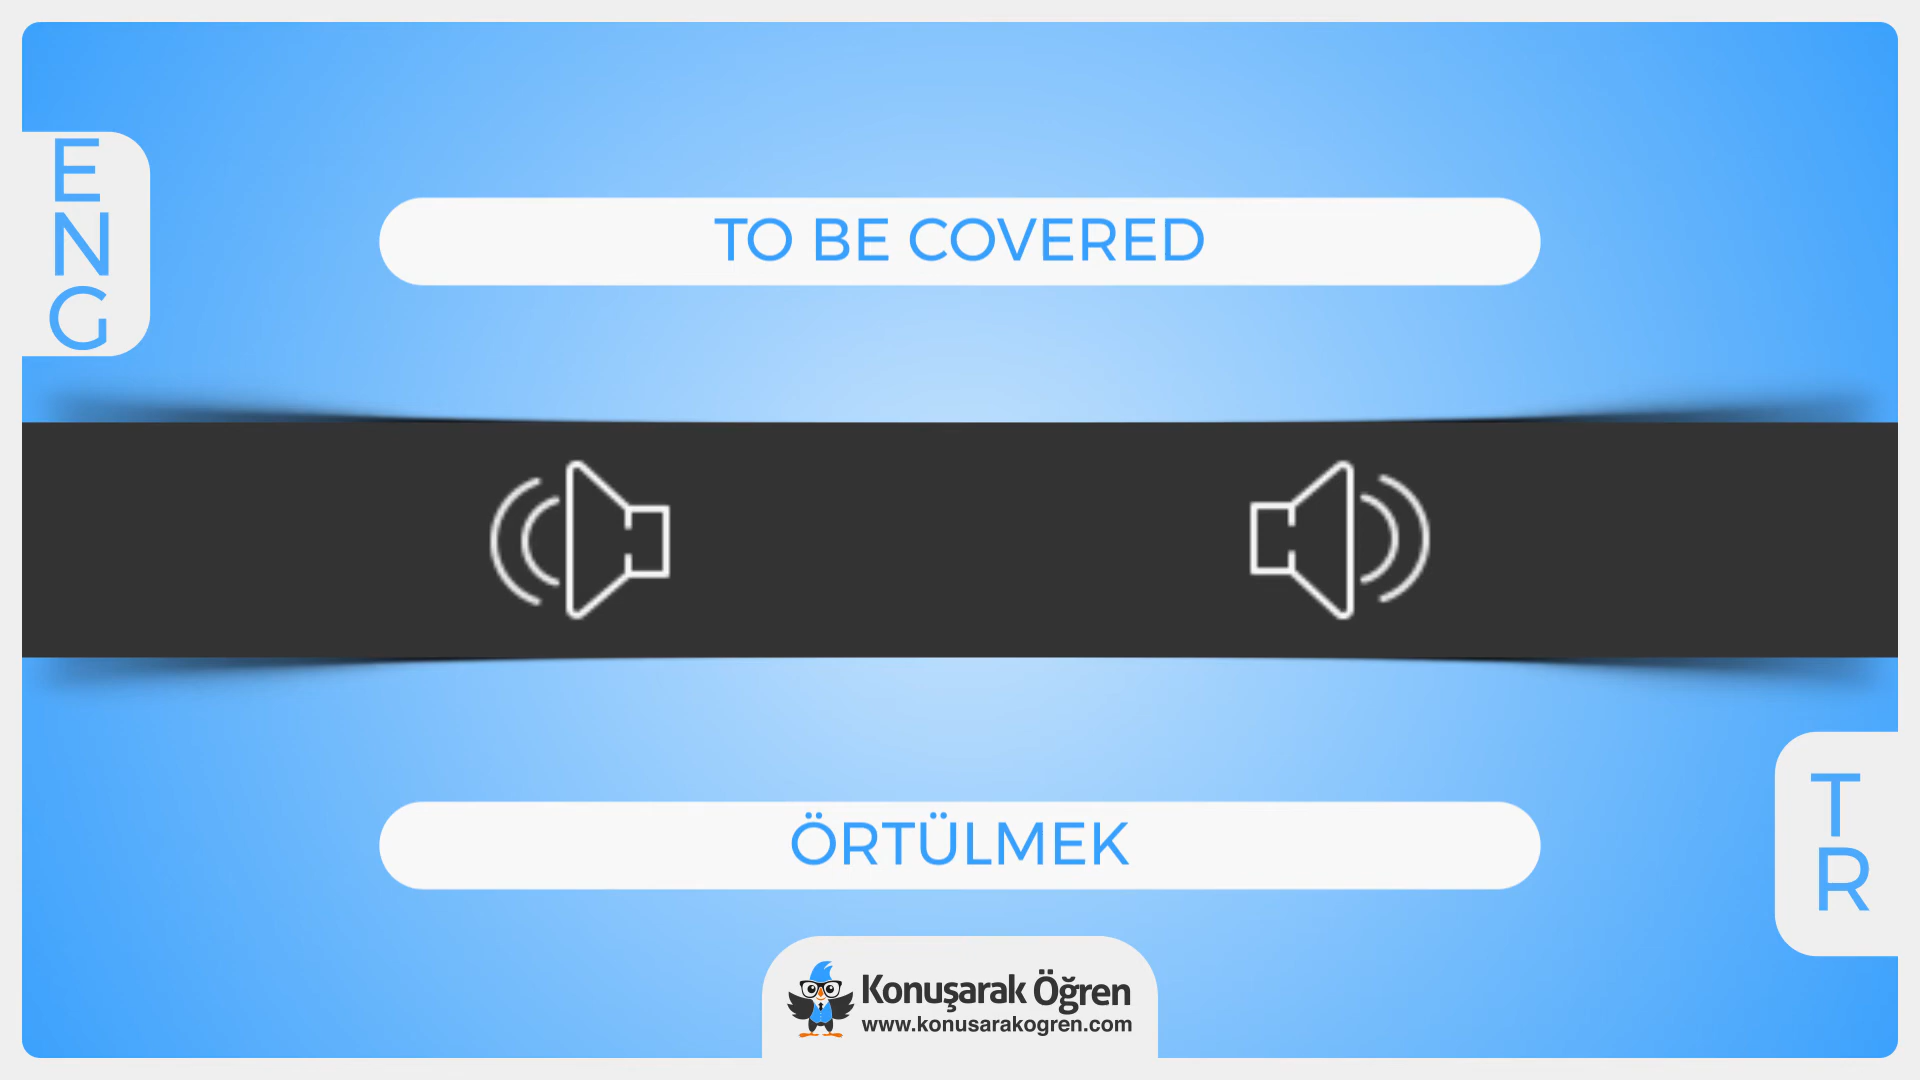 ENG
TO BE COVERED
ÖRTÜLMEK
TR
Konuşarak Öğren
www.konusarakogren.com